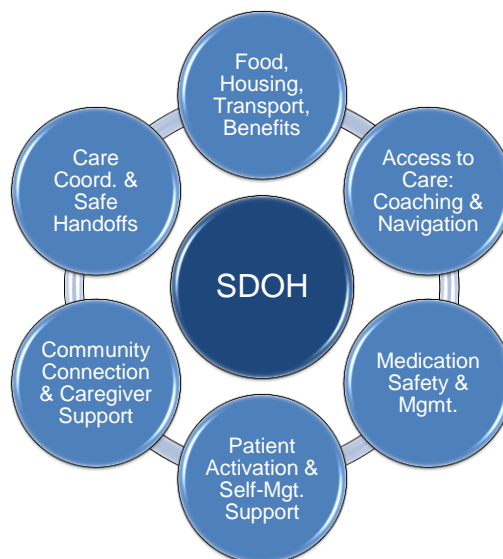 Food,
Housing,
Transport,
Benefits
Access to
Care:
Coaching &
Navigation
Medication
Safety &
Mgmt.
Patient
Activation &
Self-Mgt.
Support
Community
Connection
& Caregiver
Support
Care
Coord. &
Safe
Handoffs
SDOH